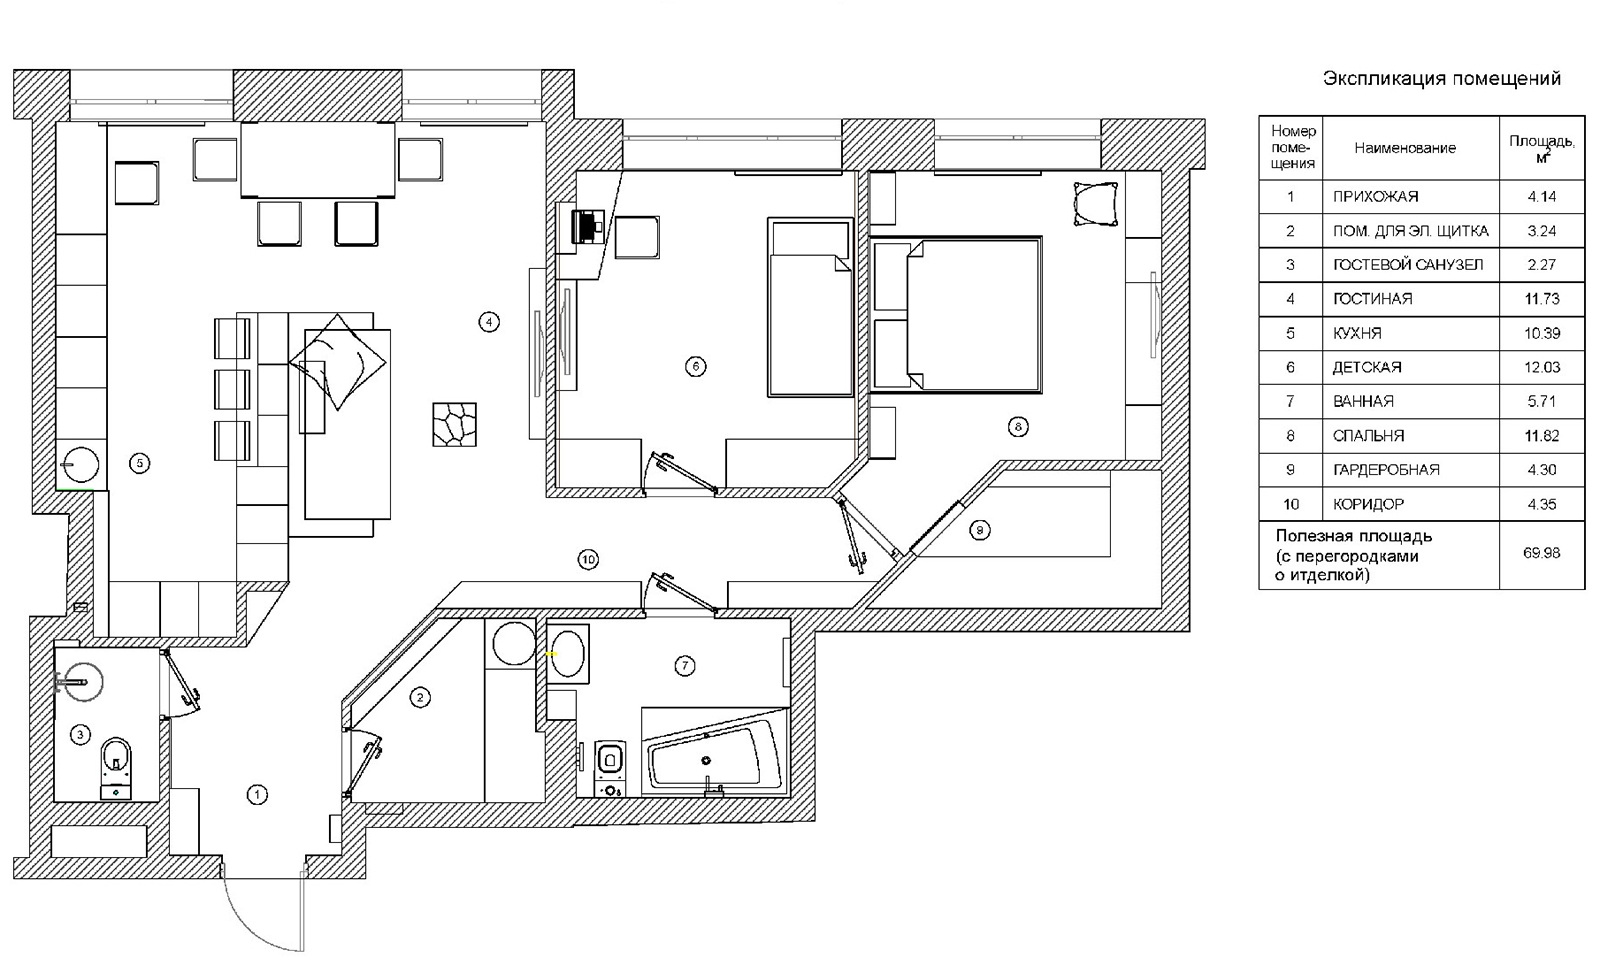 Экспликация помещений
Номер
поме-
щения
Наименование
Площадь,
м2
1 ПРИХОЖАЯ 4.14
2 ПОМ. ДЛЯ ЭЛ. ЩИТКА 3.24
3 ГОСТЕВОЙ САНУЗЕЛ 2.27
4 ГОСТИНАЯ 11.73
5 КУХНЯ 10.39
6 ДЕТСКАЯ 12.03
7 ВАННАЯ 5.71
8 СПАЛЬНЯ 11.82
9 ГАРДЕРОБНАЯ 4.30
10 КОРИДОР 4.35
Полезная площадь
(с перегородками
о итделкой)
69.98
4
6
8
5
9
10
7
2
3
1